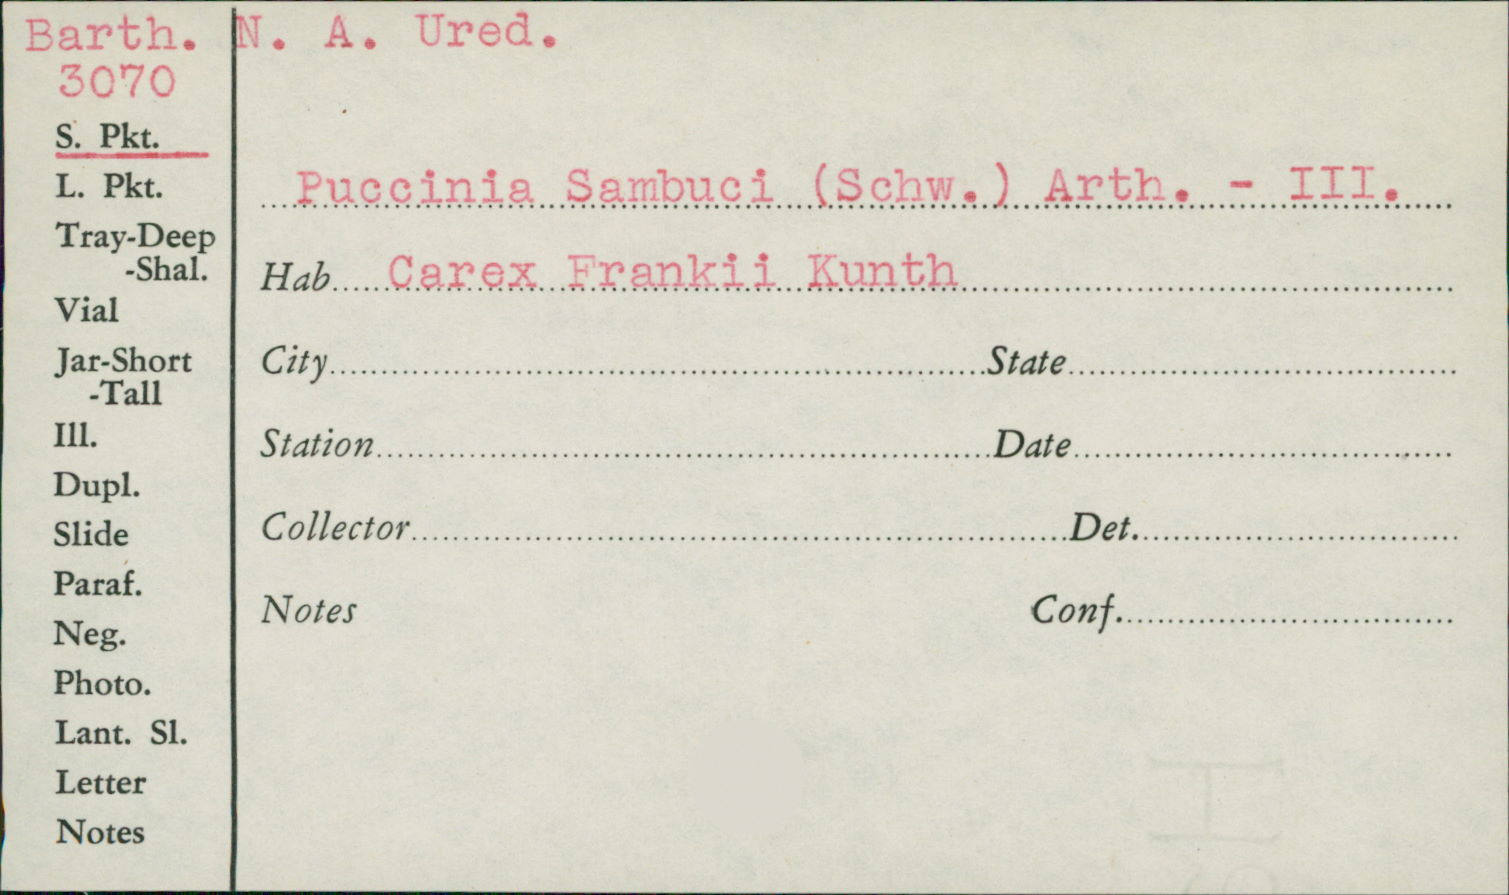 Barth. N. A. Ured.
3070
S. Pkt.
L. Pkt.
Tray-Deep
-Shal.
Vial
Jar-Short
-Tall
Ill.
Dupl.
Slide
Paraf.
Neg.
Photo.
Lant. Sl.
Letter
Notes
Puccinia Sambuci (Schw.) Arth. - III.
Hab. Carex Frankii Kunth
City State
Station Date
Collector Det.
Notes Conf.